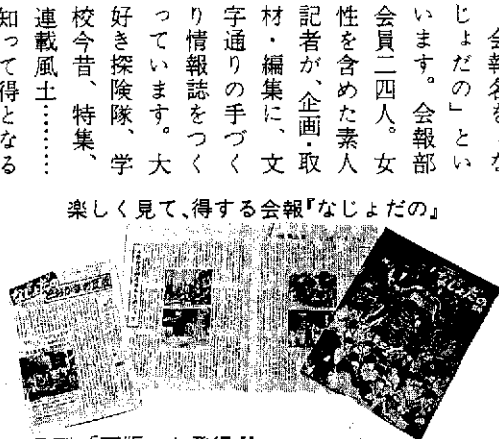 会報名を「な
じょだの」とい
います。会報部
会員二四人。女
性を含めた素人
記者が、企画・取
材・編集に、文
字通りの手づく
り情報誌をつく
っています。大
好き探険隊、学
校今昔、特集、
連載風土………
知って得となる
楽しく見て、得する会報『なじょだの』
なじょだの